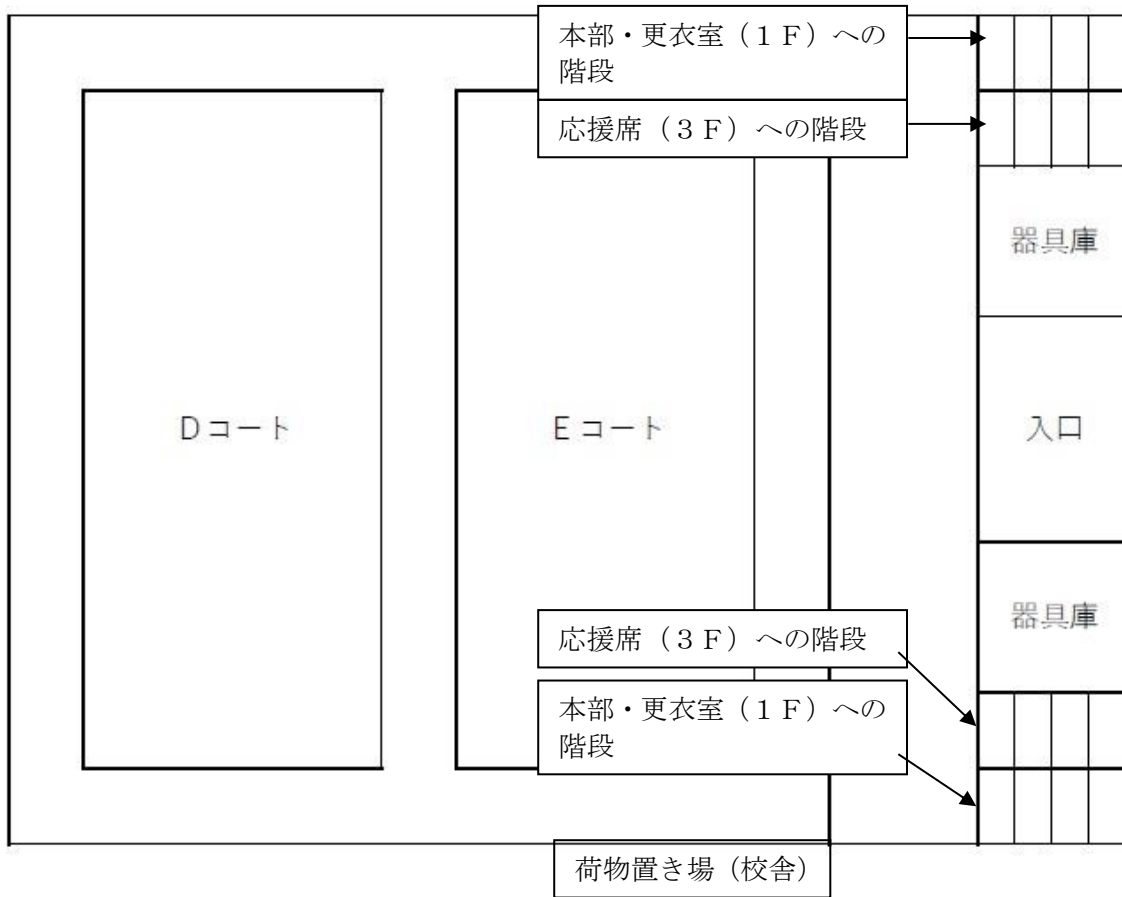 本部・更衣室（１Ｆ）への
階段
応援席（３Ｆ）への階段
器具庫
Ｄコート
Ｅコート
入口
器具庫
応援席（３Ｆ）への階段
本部・更衣室（１Ｆ）への
階段
荷物置き場（校舎）